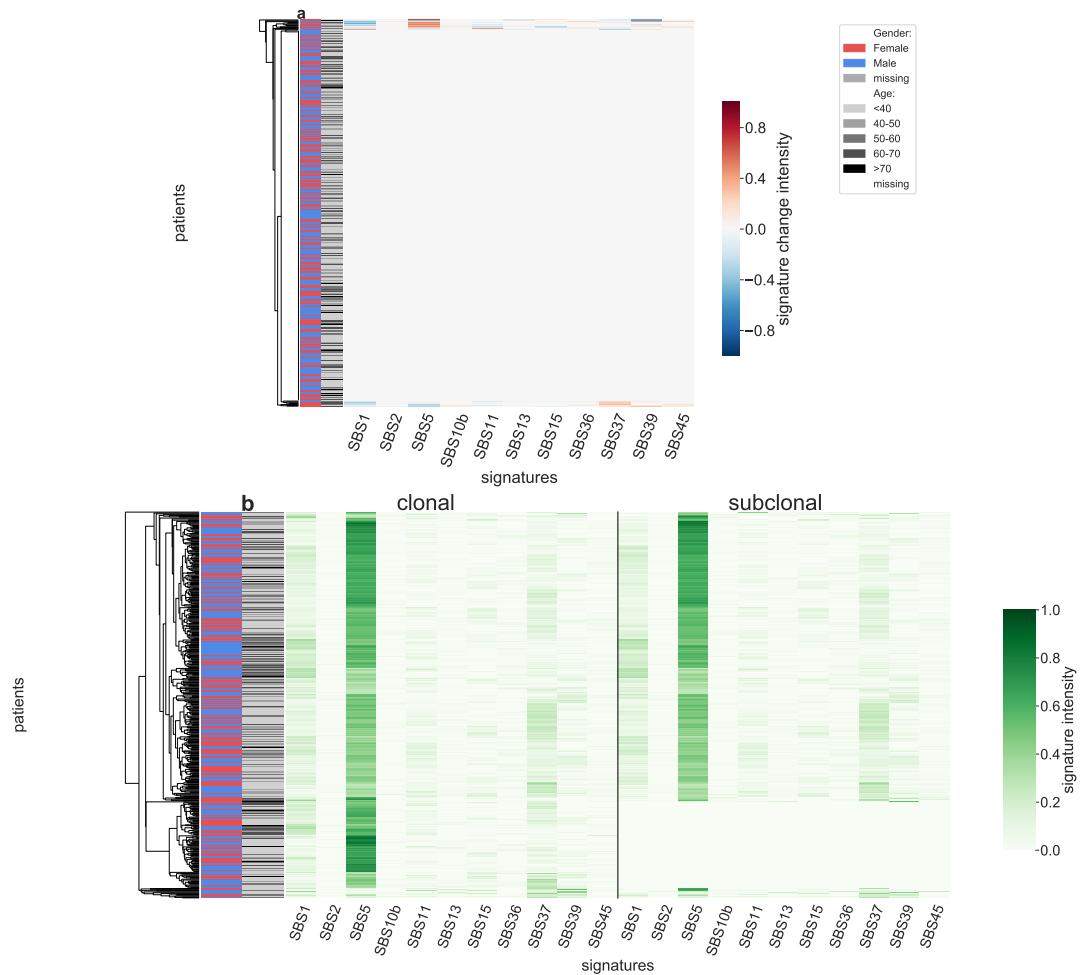 a
Gender:
Female
Male
missing
Age:
<40
40-50
50-60
60-70
>70
missing
patients
0.8
0.4
0.0
−0.4
−0.8
signature change intensity
SBS1 SBS2 SBS5 SBS10b SBS11 SBS13 SBS15 SBS36 SBS37 SBS39 SBS45
signatures
b clonal subclonal
patients
1.0
0.8
0.6
0.4
0.2
0.0
signature intensity
SBS1 SBS2 SBS5 SBS10b SBS11 SBS13 SBS15 SBS36 SBS37 SBS39 SBS45 SBS1 SBS2 SBS5 SBS10b SBS11 SBS13 SBS15 SBS36 SBS37 SBS39 SBS45
signatures